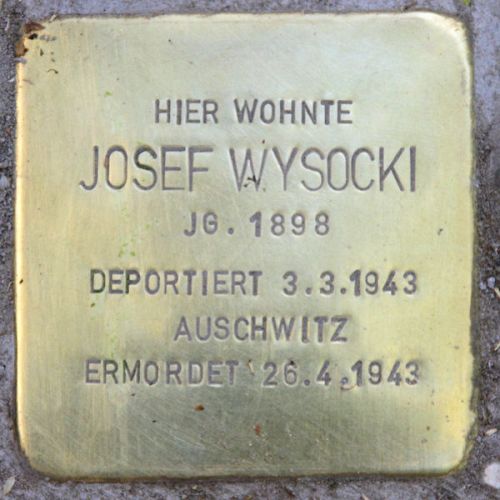 HIER WOHNTE
JOSEF WYSOCKI
JG. 1898
DEPORTIERT 3.3.1943
AUSCHWITZ
ERMORDET 26.4.1943